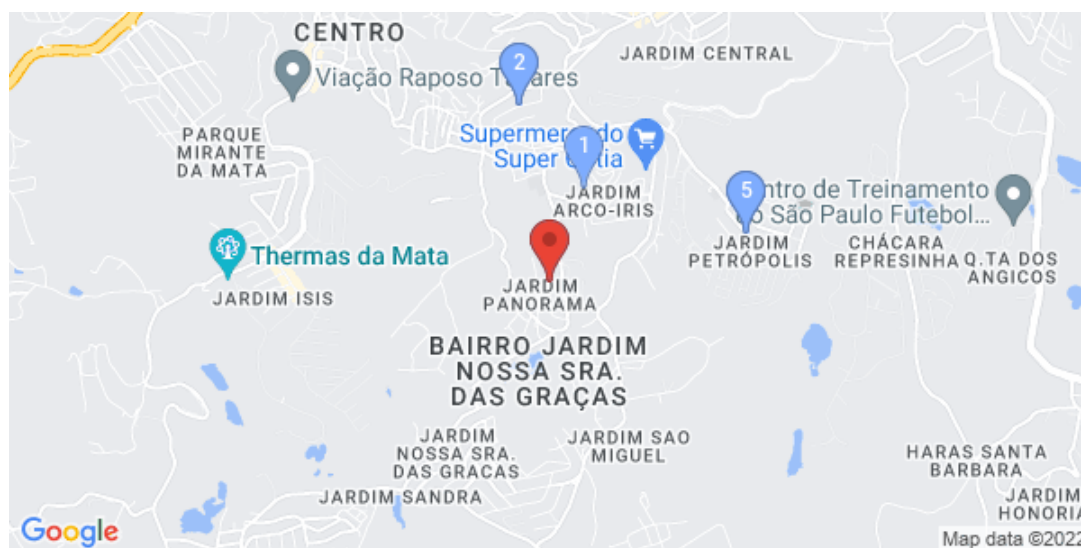 CENTRO
JARDIM CENTRAL
2
Viação Raposo Tavares
PARQUE
MIRANTE
DA MATA
Supermercado
Super
1
JARDIM
ARCO-IRIS
5
Centro de Treinamento
do São Paulo Futebol...
JARDIM
PETRÓPOLIS
CHÁCARA
REPRESINHA
Q.TA DOS
ANGICOS
Thermas da Mata
JARDIM ISIS
JARDIM
PANORAMA
BAIRRO JARDIM
NOSSA SRA.
DAS GRAÇAS
JARDIM
NOSSA SRA.
DAS GRACAS
JARDIM SAO
MIGUEL
HARAS SANTA
BARBARA
JARDIM SANDRA
JARDIM
HONORIA
Google
Map data ©2022